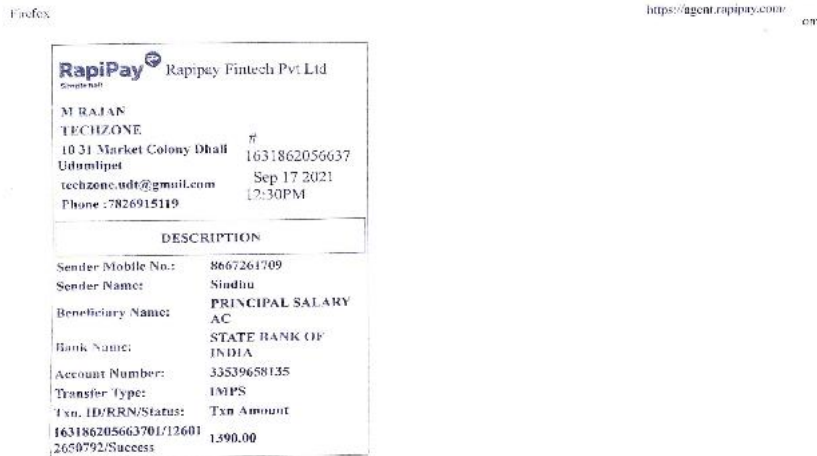 Firefox
https://agent.rapipay.com/
RapiPay Rapipay Fintech Pvt Ltd
M RAJAN
TECHZONE
10 31 Market Colony Dhali
Udumlipet
techzone.udt@gmail.com
Phone :7826915119
#
1631862056637
Sep 17 2021
12:30PM
DESCRIPTION
Sender Mobile No.: 8667261709
Sender Name: Sindhu
Beneficiary Name: PRINCIPAL SALARY
AC
Bank Name: STATE BANK OF
INDIA
Account Number: 33539658135
Transfer Type: IMPS
Txn. ID/RRN/Status: Txn Amount
163186205663701/12601
2650792/Success
1390.00